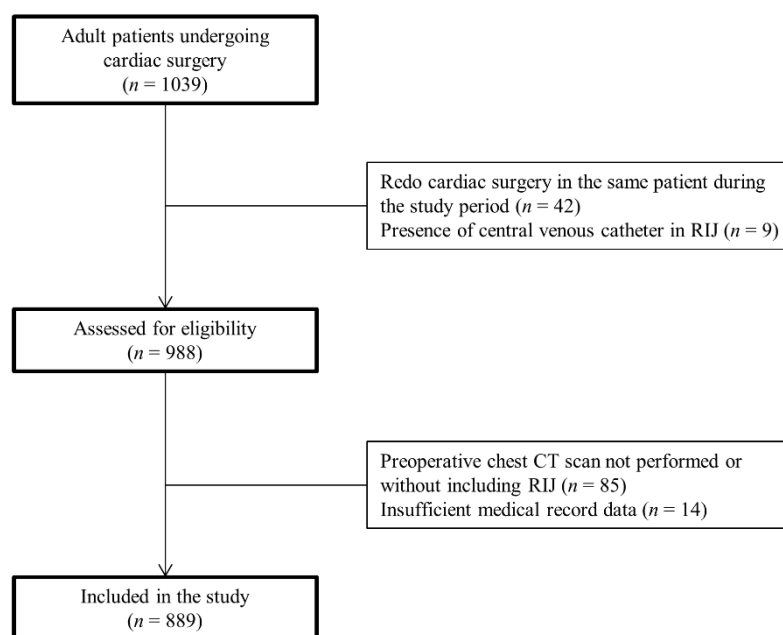 Adult patients undergoing
cardiac surgery
(n = 1039)
Redo cardiac surgery in the same patient during
the study period (n = 42)
Presence of central venous catheter in RIJ (n = 9)
Assessed for eligibility
(n = 988)
Preoperative chest CT scan not performed or
without including RIJ (n = 85)
Insufficient medical record data (n = 14)
Included in the study
(n = 889)